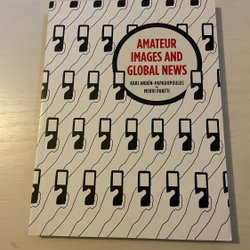 AMATEUR
IMAGES AND
GLOBAL NEWS
KARI ANDÉN-PAPADOPOULOS
&
MERVI PANTTI